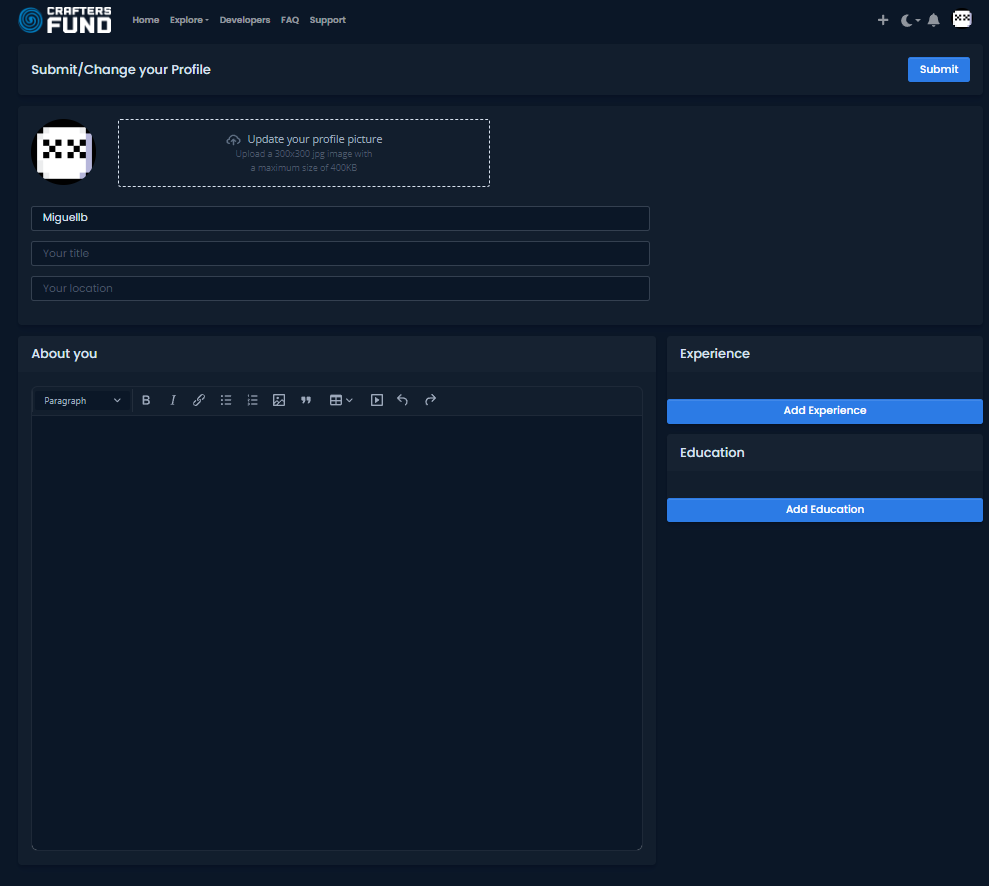 CRAFTERS
FUND
Home Explore Developers FAQ Support
Submit/Change your Profile
Submit
Update your profile picture
Upload a 300x300 jpg image with
a maximum size of 400KB
Miguellb
Your title
Your location
About you
Paragraph
Experience
Add Experience
Education
Add Education